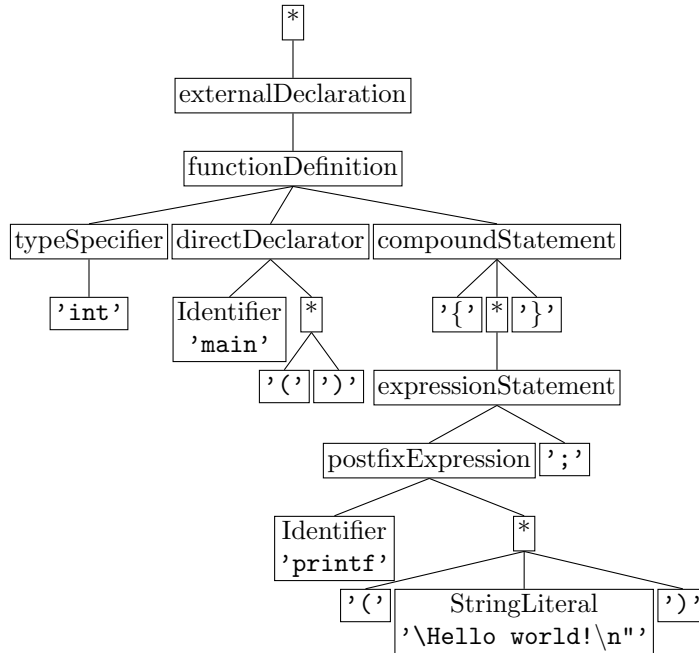 *
externalDeclaration
functionDefinition
typeSpecifier directDeclarator compoundStatement
'int' Identifier 'main' * '{' * '}'
'(' ')' expressionStatement
postfixExpression ';'
Identifier 'printf' *
'(' StringLiteral '\Hello world!\n"' ')'